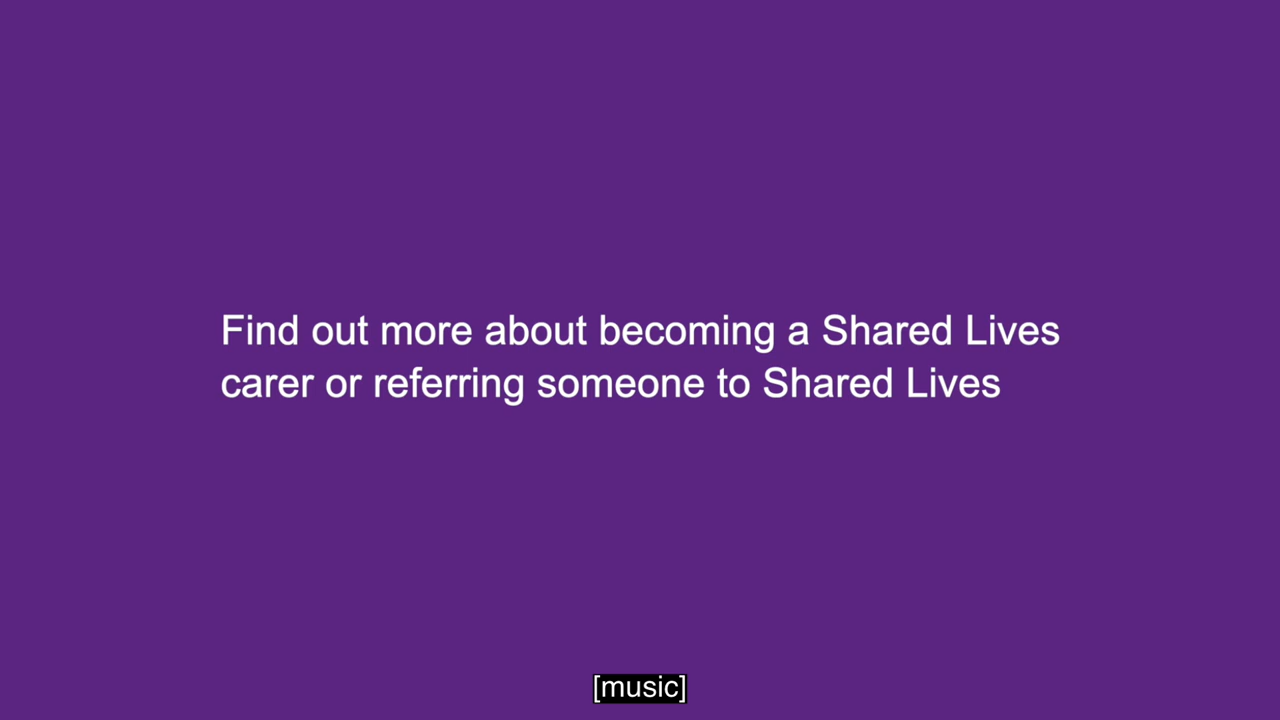 Find out more about becoming a Shared Lives
carer or referring someone to Shared Lives
[music]